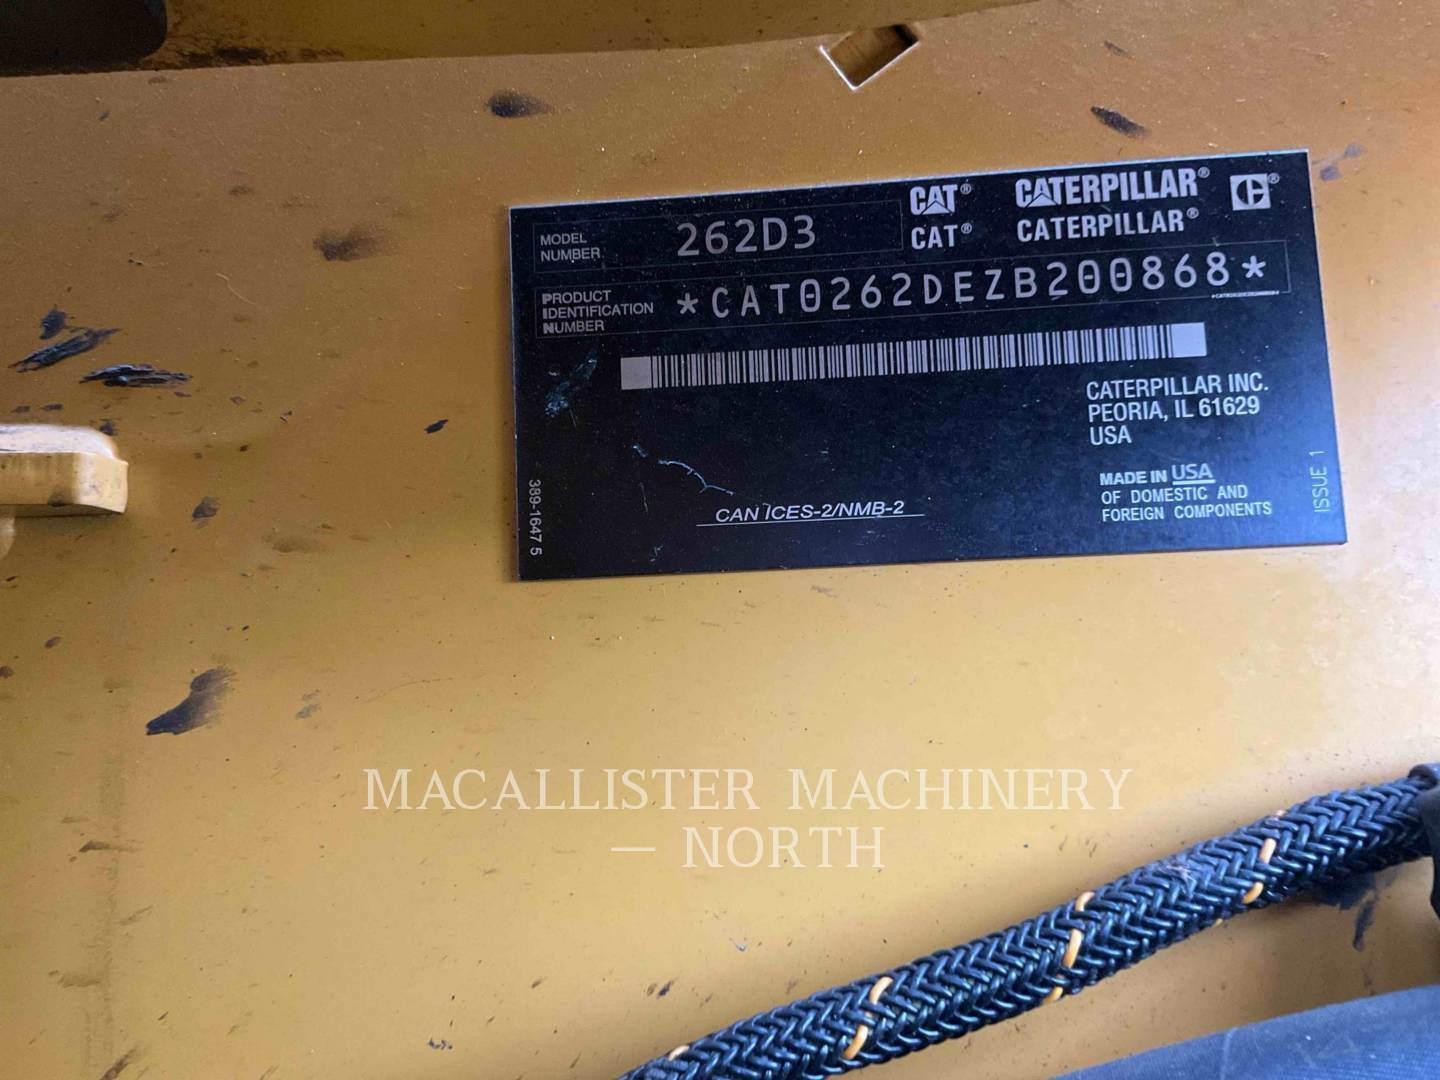 CAT® CATERPILLAR®
MODEL NUMBER 262D3 CAT® CATERPILLAR®
PRODUCT IDENTIFICATION NUMBER *CAT0262DEZB200868*
CATERPILLAR INC.
PEORIA, IL 61629
USA
MADE IN USA
OF DOMESTIC AND
FOREIGN COMPONENTS
CAN ICES-2/NMB-2
389-1647 5
ISSUE 1
MACALLISTER MACHINERY
— NORTH